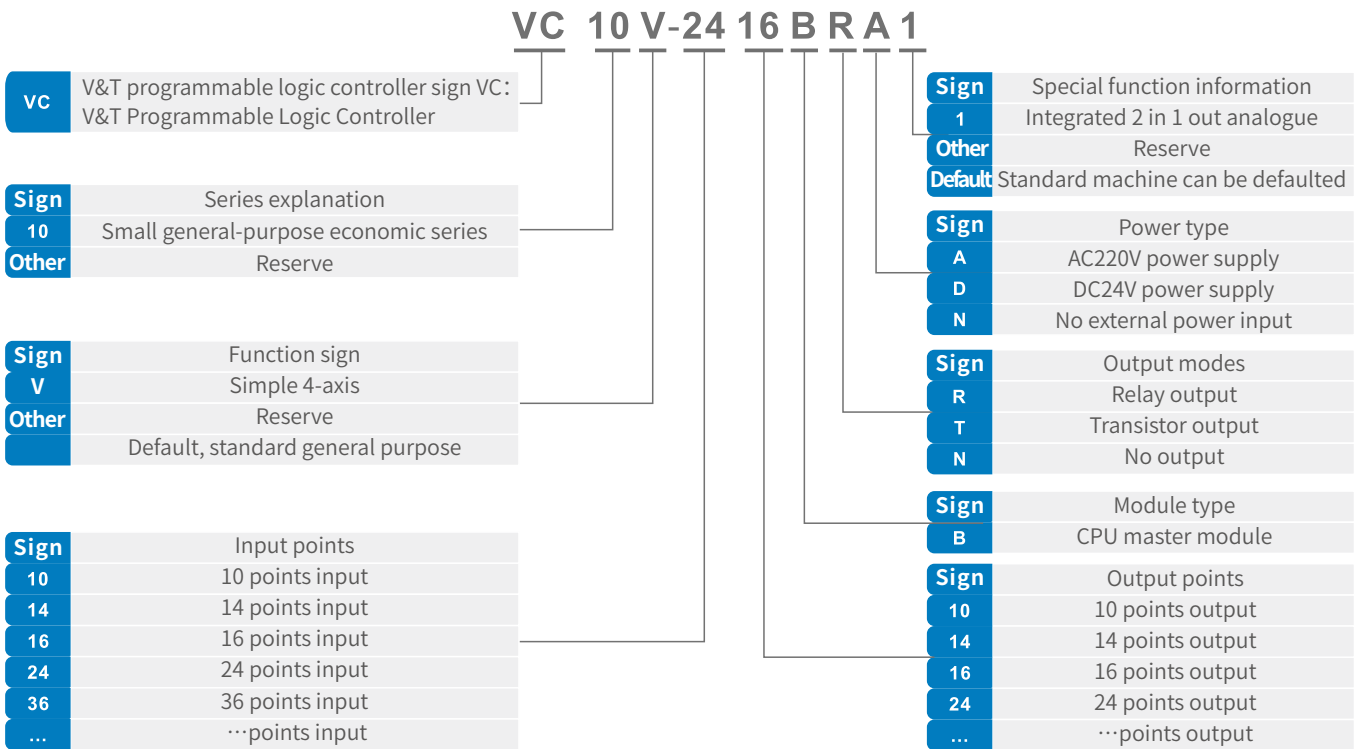 VC 10 V-24 16 B R A 1
VC V&T programmable logic controller sign VC：
V&T Programmable Logic Controller
Sign Series explanation
10 Small general-purpose economic series
Other Reserve
Sign Function sign
V Simple 4-axis
Other Reserve
Default, standard general purpose
Sign Input points
10 10 points input
14 14 points input
16 16 points input
24 24 points input
36 36 points input
... …points input
Sign Special function information
1 Integrated 2 in 1 out analogue
Other Reserve
Default Standard machine can be defaulted
Sign Power type
A AC220V power supply
D DC24V power supply
N No external power input
Sign Output modes
R Relay output
T Transistor output
N No output
Sign Module type
B CPU master module
Sign Output points
10 10 points output
14 14 points output
16 16 points output
24 24 points output
... …points output